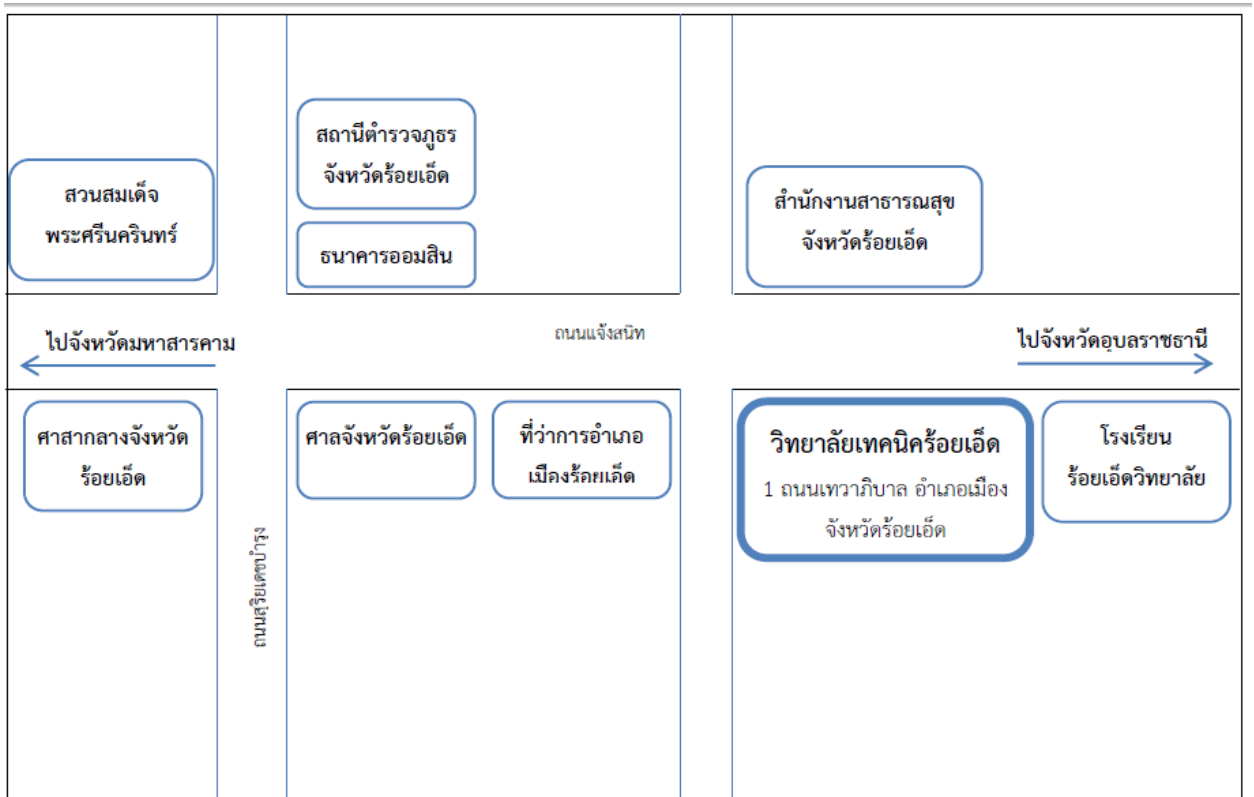 สถานีตำรวจภูธร
จังหวัดร้อยเอ็ด
สวนสมเด็จ
พระศรีนครินทร์
ธนาคารออมสิน
สำนักงานสาธารณสุข
จังหวัดร้อยเอ็ด
ถนนแจ้งสนิท
ไปจังหวัดมหาสารคาม
ไปจังหวัดอุบลราชธานี
ศาสากลางจังหวัด
ร้อยเอ็ด
ศาลจังหวัดร้อยเอ็ด
ที่ว่าการอำเภอ
เมืองร้อยเอ็ด
วิทยาลัยเทคนิคร้อยเอ็ด
1 ถนนเทวาภิบาล อำเภอเมือง
จังหวัดร้อยเอ็ด
โรงเรียน
ร้อยเอ็ดวิทยาลัย
ถนนสุริยเดชบำรุง